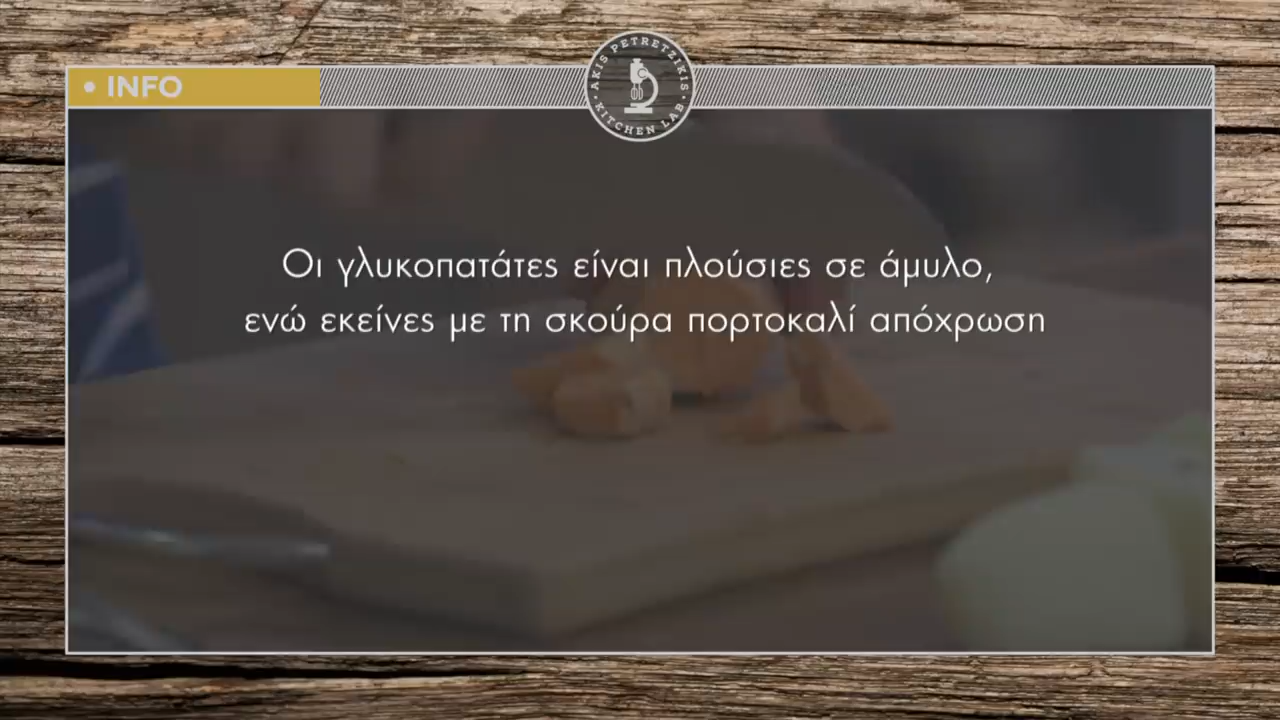 • INFO
AKIS PETRETZIKIS
• KITCHEN LAB •
Οι γλυκοπατάτες είναι πλούσιες σε άμυλο,
ενώ εκείνες με τη σκούρα πορτοκαλί απόχρωση